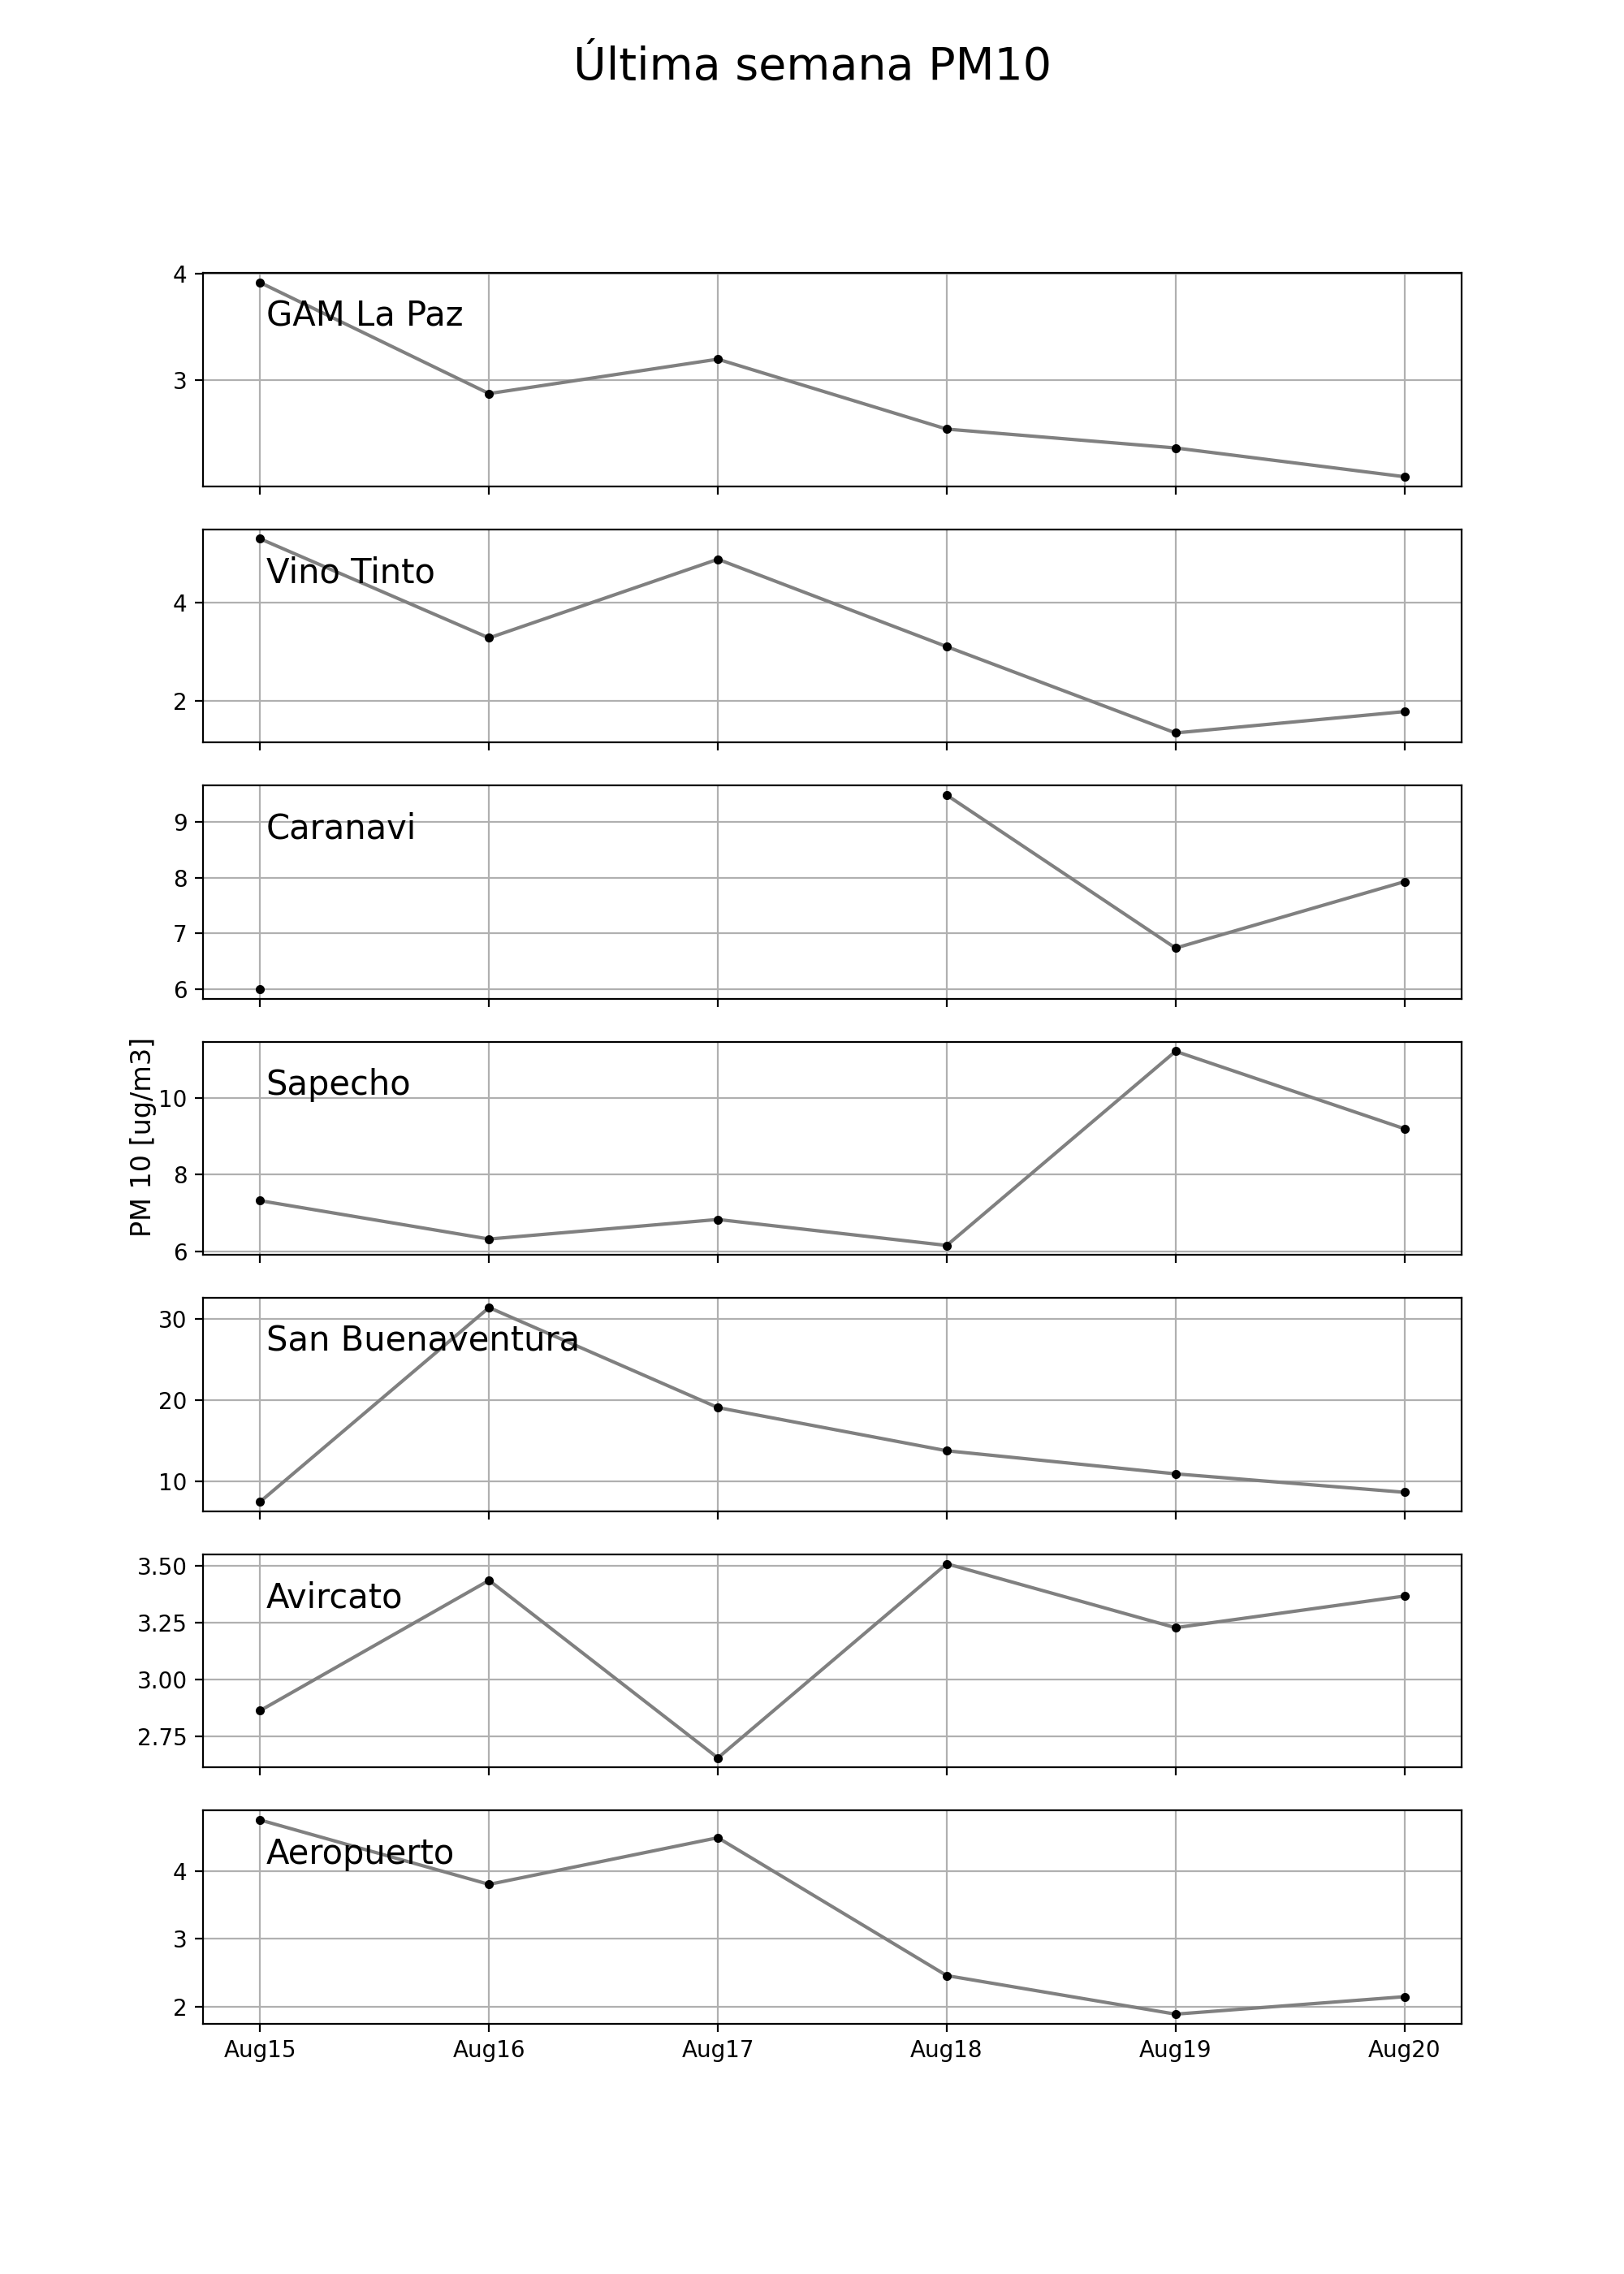 Última semana PM10
4
GAM La Paz
3
Vino Tinto
4
2
9
Caranavi
8
7
6
PM 10 [ug/m3]
Sapecho
10
8
6
30
San Buenaventura
20
10
3.50
Avircato
3.25
3.00
2.75
Aeropuerto
4
3
2
Aug15 Aug16 Aug17 Aug18 Aug19 Aug20